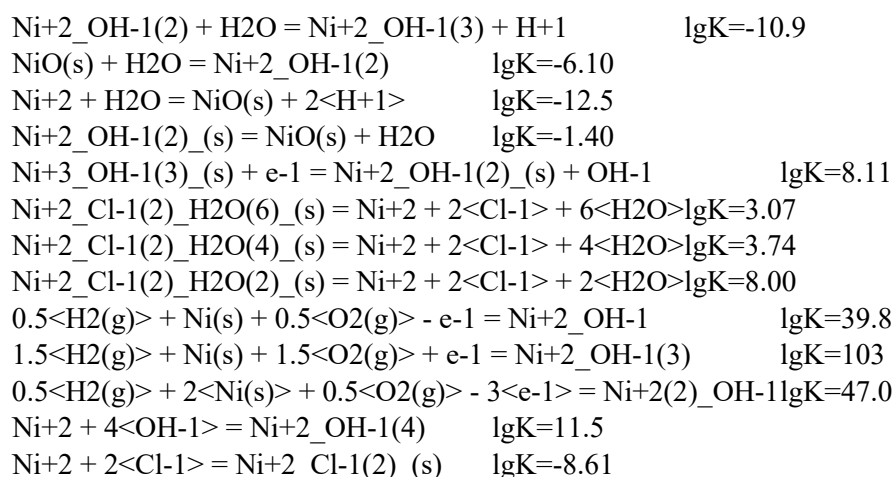 Ni+2_OH-1(2) + H2O = Ni+2_OH-1(3) + H+1 lgK=-10.9
NiO(s) + H2O = Ni+2_OH-1(2) lgK=-6.10
Ni+2 + H2O = NiO(s) + 2<H+1> lgK=-12.5
Ni+2_OH-1(2)_(s) = NiO(s) + H2O lgK=-1.40
Ni+3_OH-1(3)_(s) + e-1 = Ni+2_OH-1(2)_(s) + OH-1 lgK=8.11
Ni+2_Cl-1(2)_H2O(6)_(s) = Ni+2 + 2<Cl-1> + 6<H2O>lgK=3.07
Ni+2_Cl-1(2)_H2O(4)_(s) = Ni+2 + 2<Cl-1> + 4<H2O>lgK=3.74
Ni+2_Cl-1(2)_H2O(2)_(s) = Ni+2 + 2<Cl-1> + 2<H2O>lgK=8.00
0.5<H2(g)> + Ni(s) + 0.5<O2(g)> - e-1 = Ni+2_OH-1 lgK=39.8
1.5<H2(g)> + Ni(s) + 1.5<O2(g)> + e-1 = Ni+2_OH-1(3) lgK=103
0.5<H2(g)> + 2<Ni(s)> + 0.5<O2(g)> - 3<e-1> = Ni+2(2)_OH-1lgK=47.0
Ni+2 + 4<OH-1> = Ni+2_OH-1(4) lgK=11.5
Ni+2 + 2<Cl-1> = Ni+2_Cl-1(2)_(s) lgK=-8.61